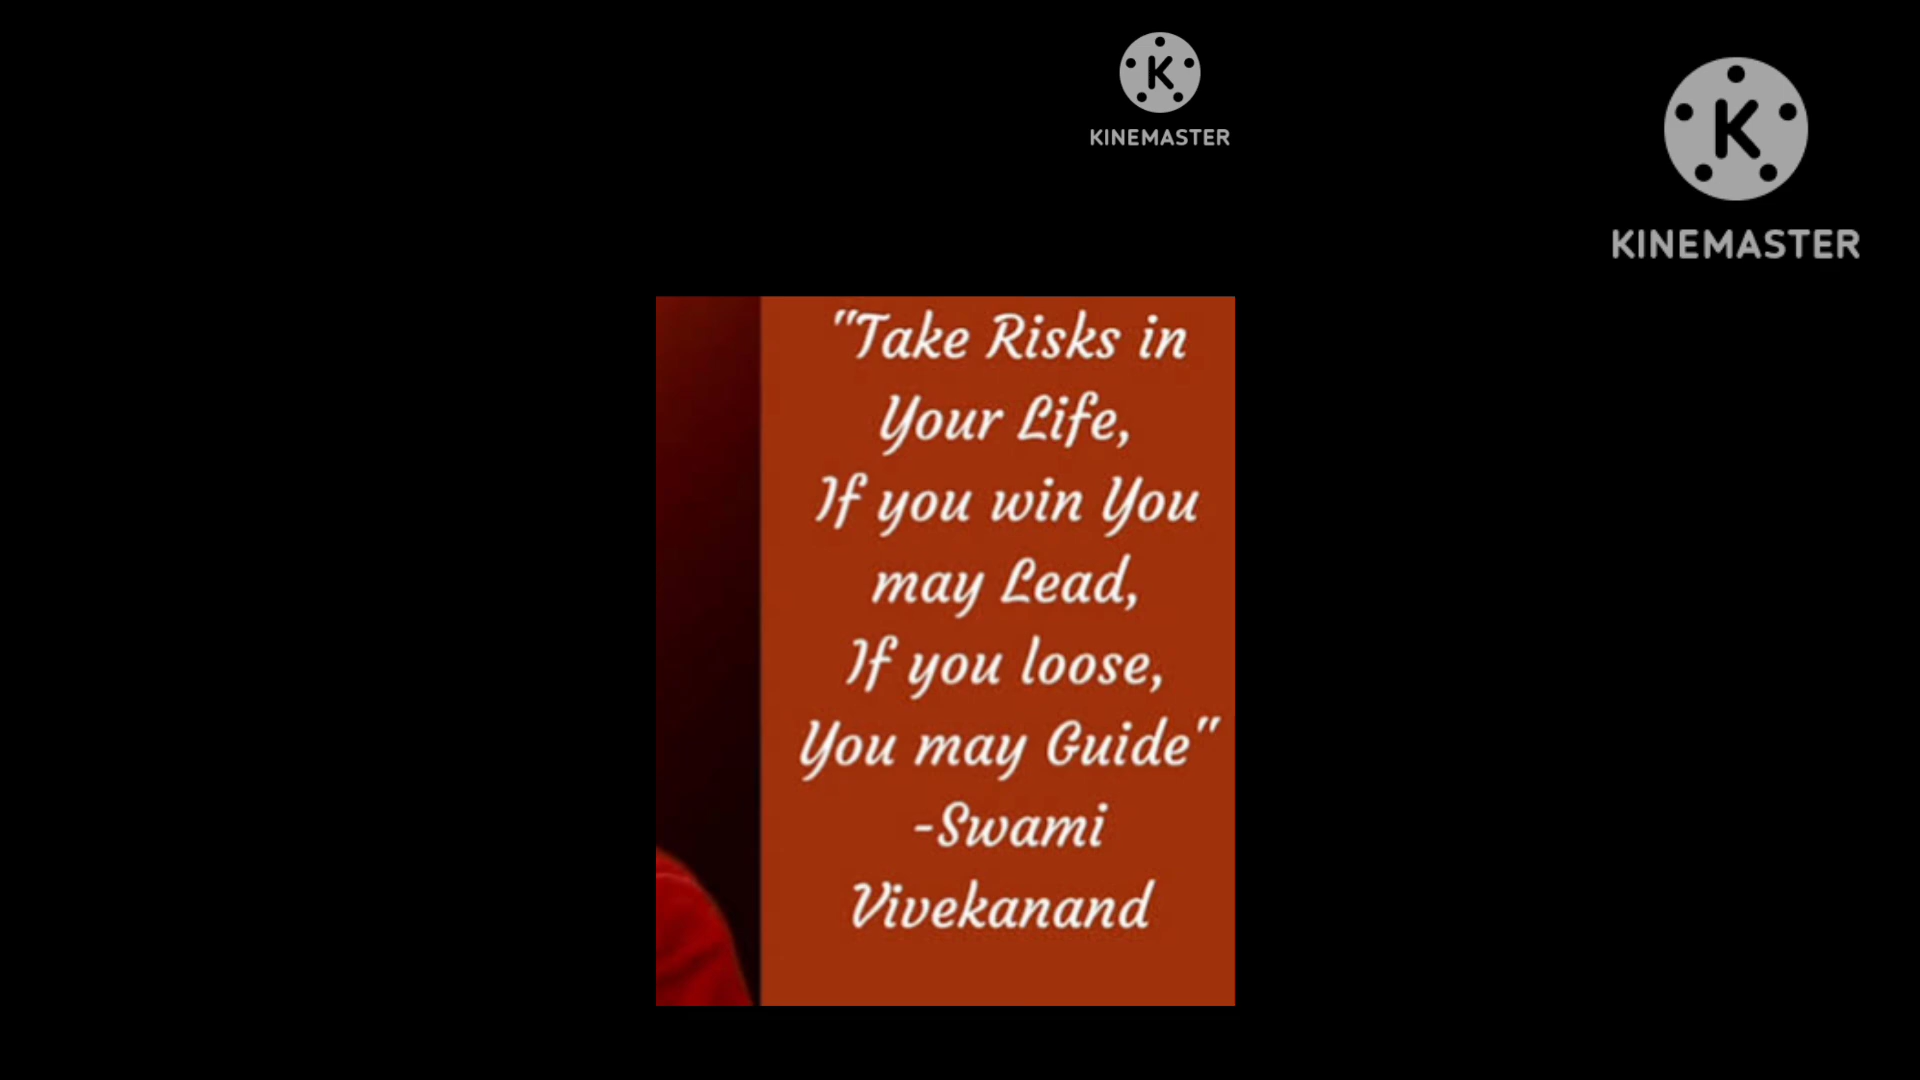 K
KINEMASTER
K
KINEMASTER
"Take Risks in
Your Life,
If you win You
may Lead,
If you loose,
You may Guide"
-Swami
Vivekanand